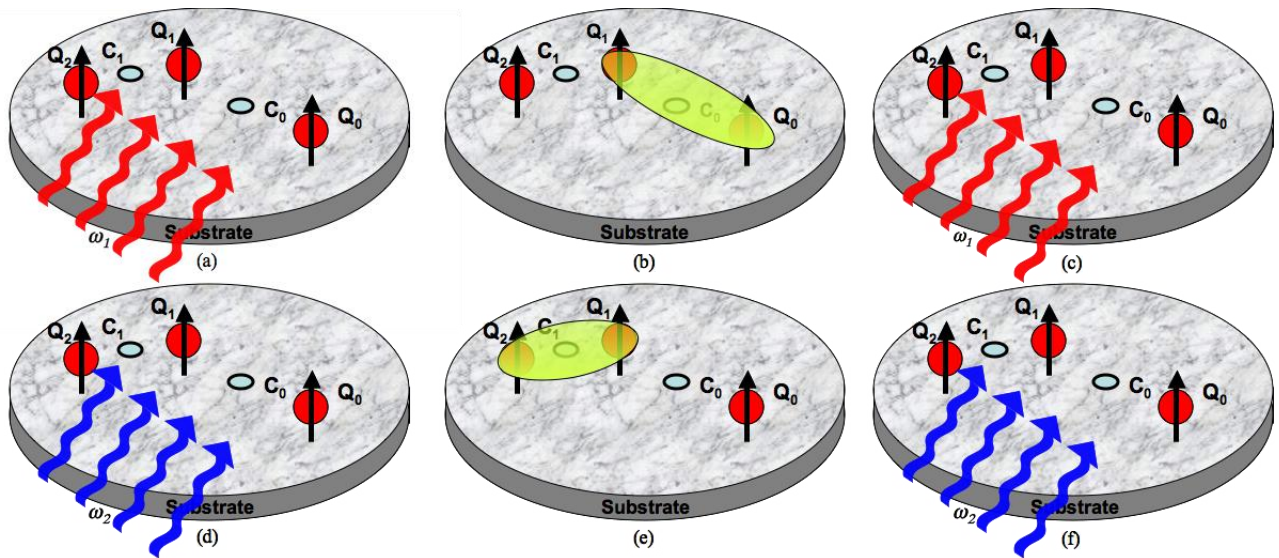 Q₂ C₁ Q₁ C₀ Q₀
Substrate
ω₁
(a)
Q₂ C₁ Q₁ C₀ Q₀
Substrate
(b)
Q₂ C₁ Q₁ C₀ Q₀
Substrate
ω₁
(c)
Q₂ C₁ Q₁ C₀ Q₀
Substrate
ω₂
(d)
Q₂ C₁ Q₁ C₀ Q₀
Substrate
(e)
Q₂ C₁ Q₁ C₀ Q₀
Substrate
ω₂
(f)